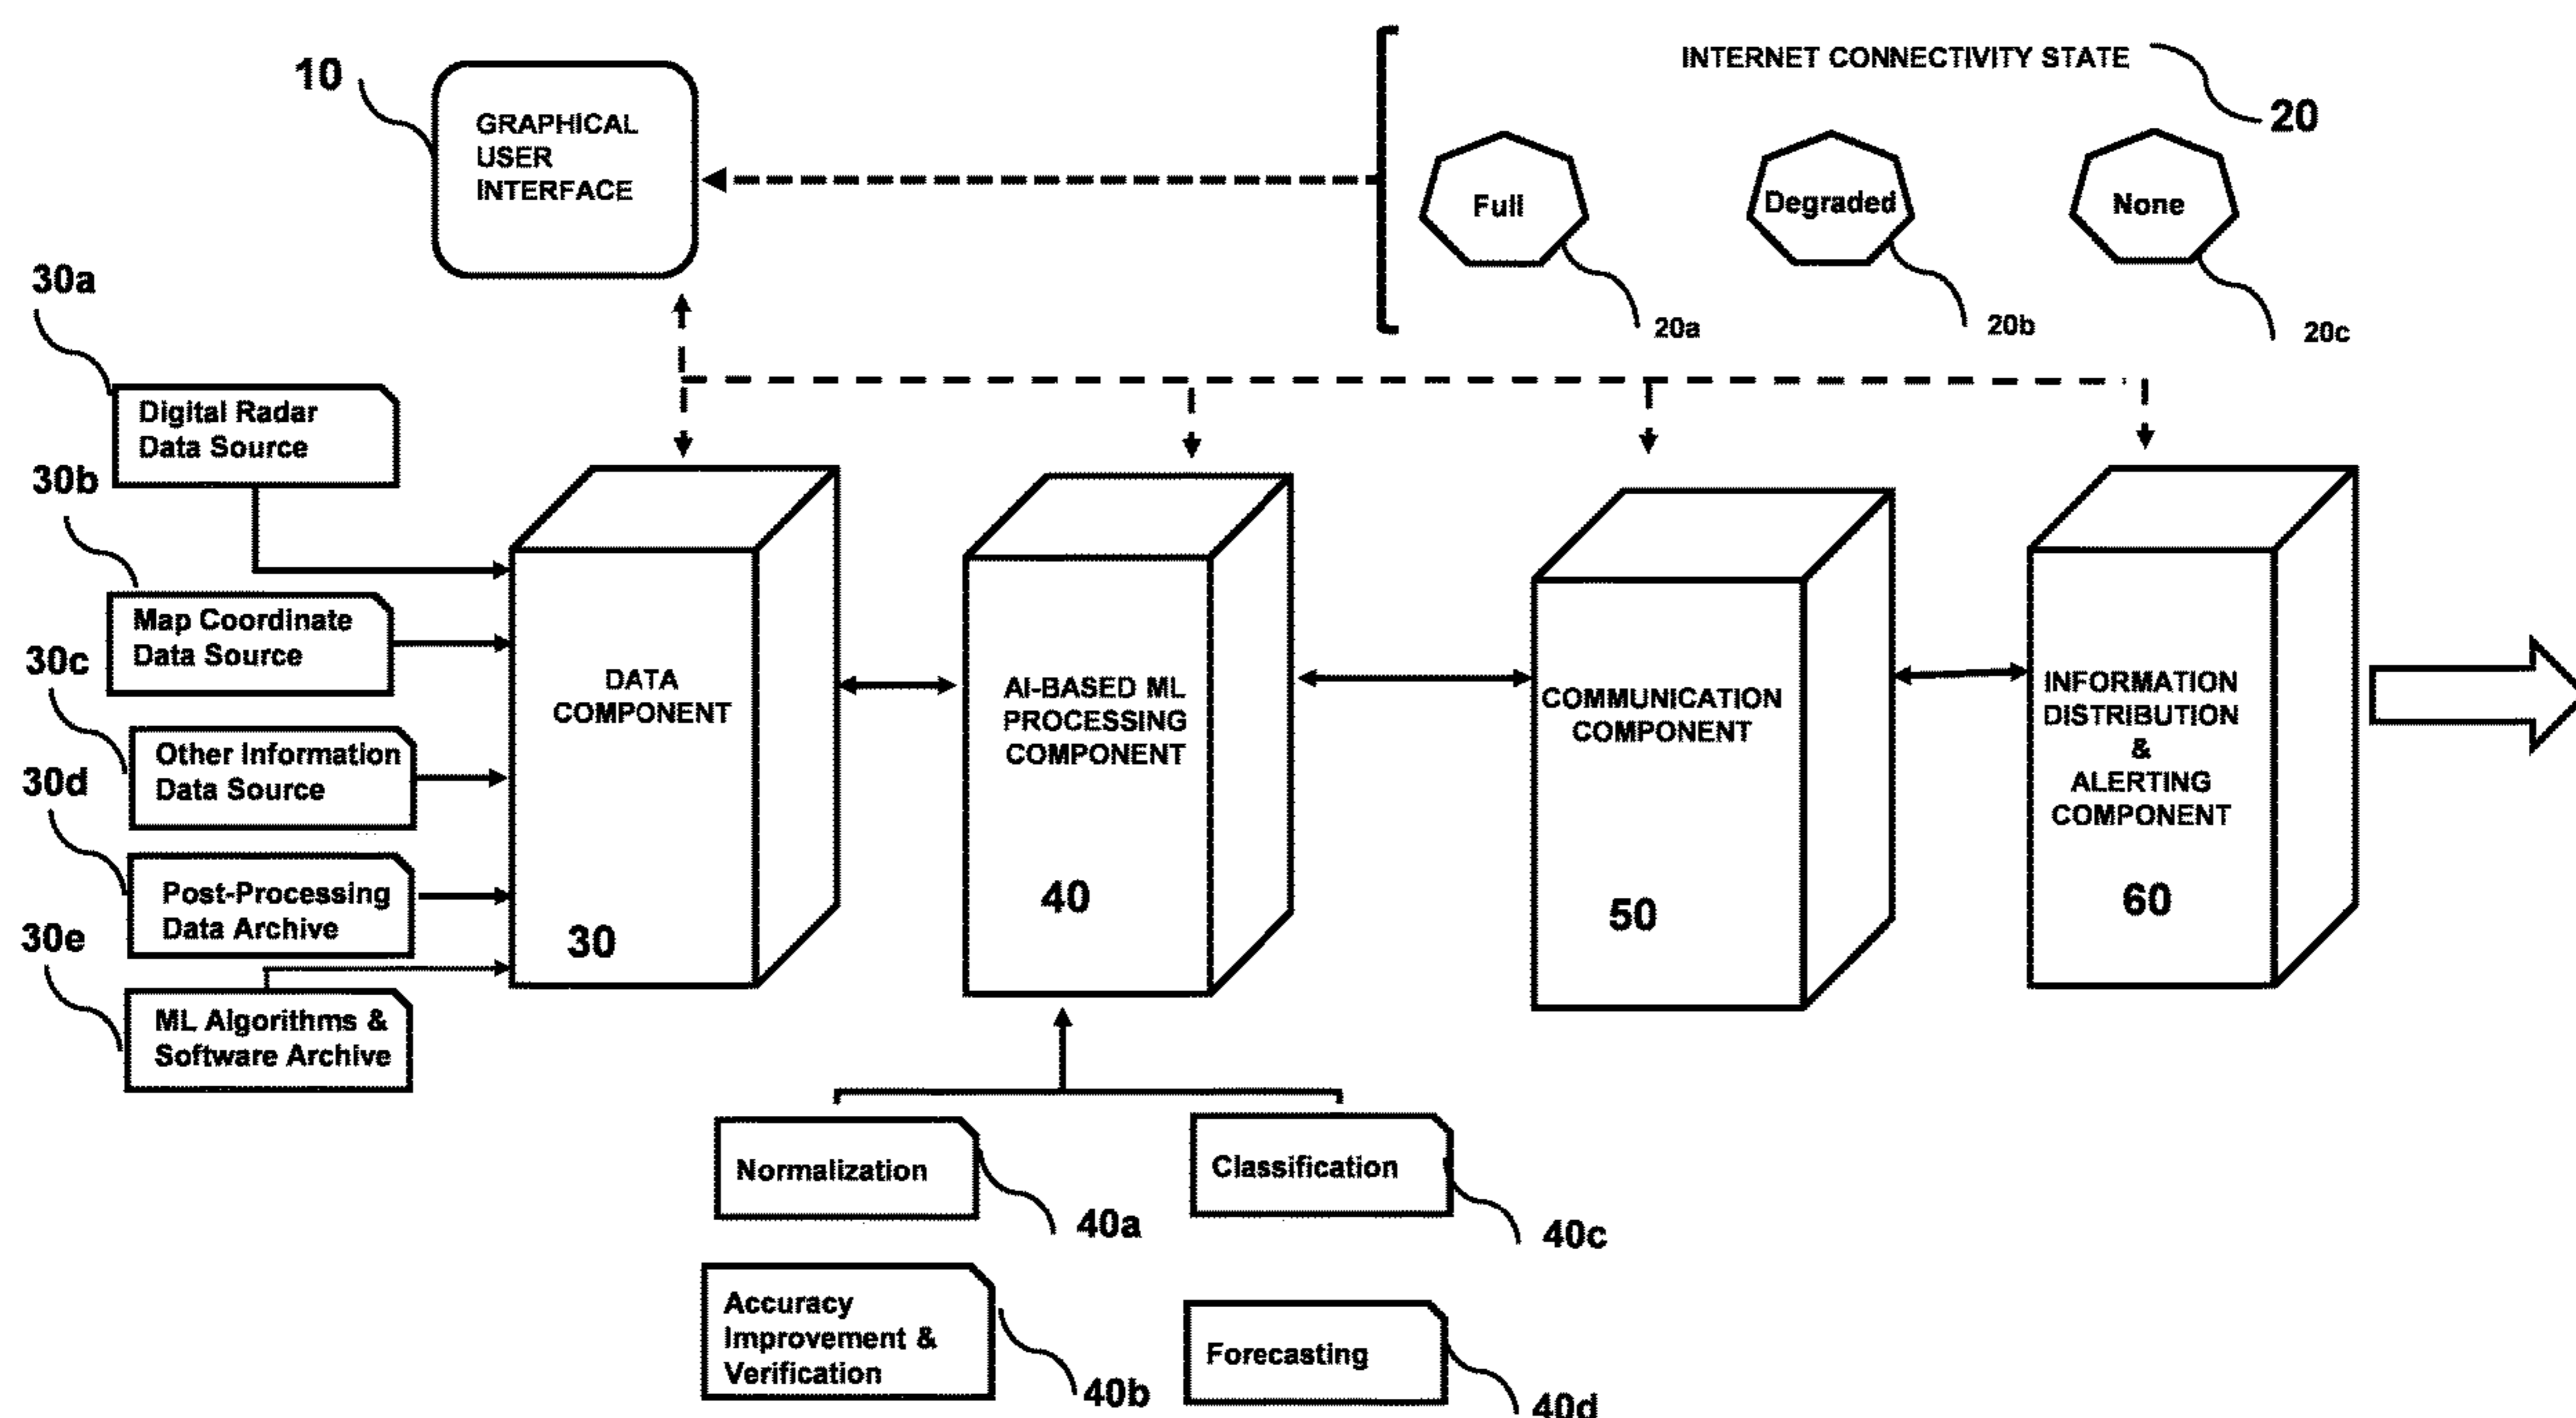 10
GRAPHICAL
USER
INTERFACE
INTERNET CONNECTIVITY STATE
20
Full
Degraded
None
20a
20b
20c
30a
Digital Radar
Data Source
30b
Map Coordinate
Data Source
30c
Other Information
Data Source
30d
Post-Processing
Data Archive
30e
ML Algorithms &
Software Archive
DATA
COMPONENT
30
AI-BASED ML
PROCESSING
COMPONENT
40
COMMUNICATION
COMPONENT
50
INFORMATION
DISTRIBUTION
&
ALERTING
COMPONENT
60
Normalization
40a
Classification
40c
Accuracy
Improvement &
Verification
40b
Forecasting
40d